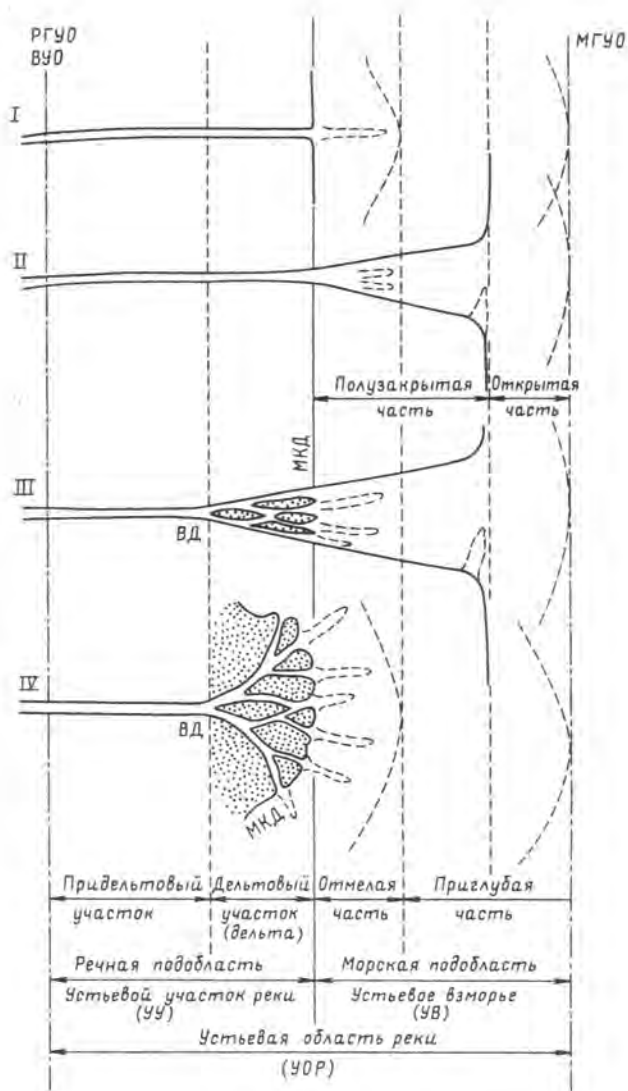 РГУО
ВУО
МГУО
I
II
Полузакрытая Открытая
часть часть
МКД
III
ВД
IV
ВД
МКД
Придельтовый Дельтовый Отмелая Приглубая
участок участок часть часть
(дельта)
Речная подобласть Морская подобласть
Устьевой участок реки Устьевое взморье
(УУ) (УВ)
Устьевая область реки
(УОР)